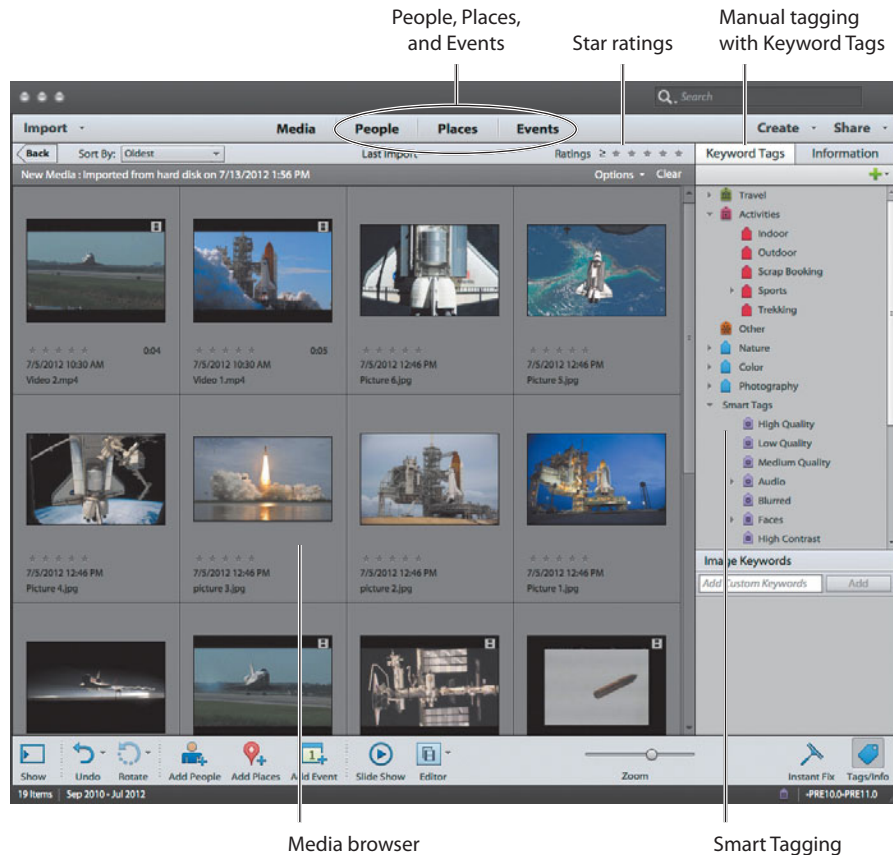 People, Places,
and Events
Star ratings
Manual tagging
with Keyword Tags
Search
Import
Media
People
Places
Events
Create
Share
Back
Sort By:
Oldest
Last Import
Ratings ≥
Keyword Tags
Information
New Media : Imported from hard disk on 7/13/2012 1:56 PM
Options
Clear
0:04
7/5/2012 10:30 AM
Video 2.mp4
0:05
7/5/2012 10:30 AM
Video 1.mp4
7/5/2012 12:46 PM
Picture 6.jpg
7/5/2012 12:46 PM
Picture 5.jpg
7/5/2012 12:46 PM
Picture 4.jpg
7/5/2012 12:46 PM
picture 3.jpg
7/5/2012 12:46 PM
picture 2.jpg
7/5/2012 12:46 PM
Picture 1.jpg
Travel
Activities
Indoor
Outdoor
Scrap Booking
Sports
Trekking
Other
Nature
Color
Photography
Smart Tags
High Quality
Low Quality
Medium Quality
Audio
Blurred
Faces
High Contrast
Image Keywords
Add Custom Keywords
Add
Show
Undo
Rotate
Add People
Add Places
1
Add Event
Slide Show
Editor
Zoom
Instant Fix
Tags/Info
19 Items
Sep 2010 - Jul 2012
-PRE10.0-PRE11.0
Media browser
Smart Tagging